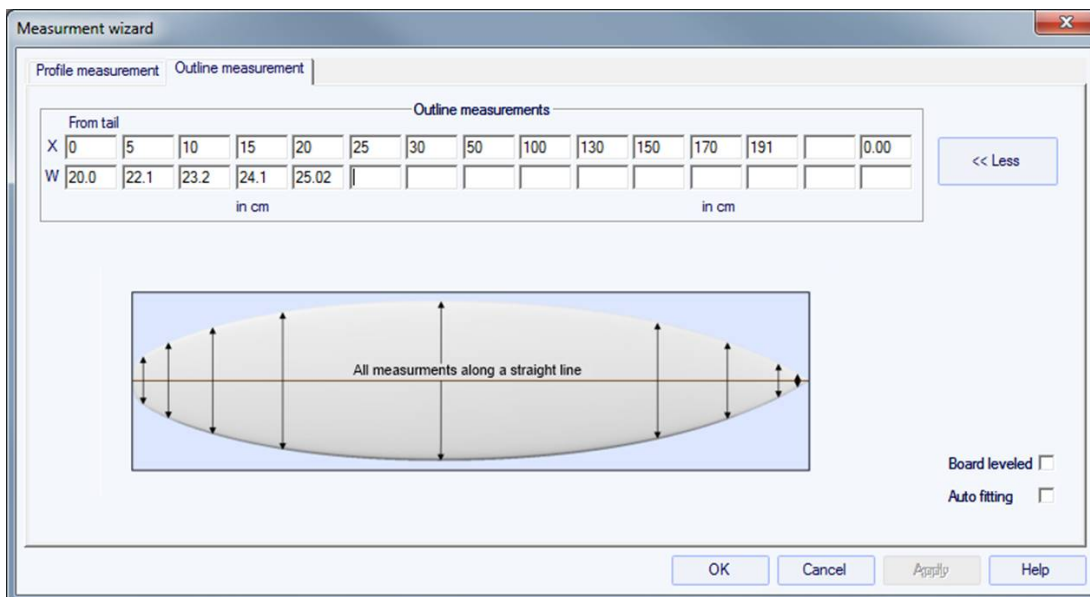 Measurment wizard
X
Profile measurement Outline measurement
Outline measurements
From tail
X 0 5 10 15 20 25 30 50 100 130 150 170 191 0.00
W 20.0 22.1 23.2 24.1 25.02
<< Less
in cm in cm
All measurments along a straight line
Board leveled
Auto fitting
OK Cancel Apply Help